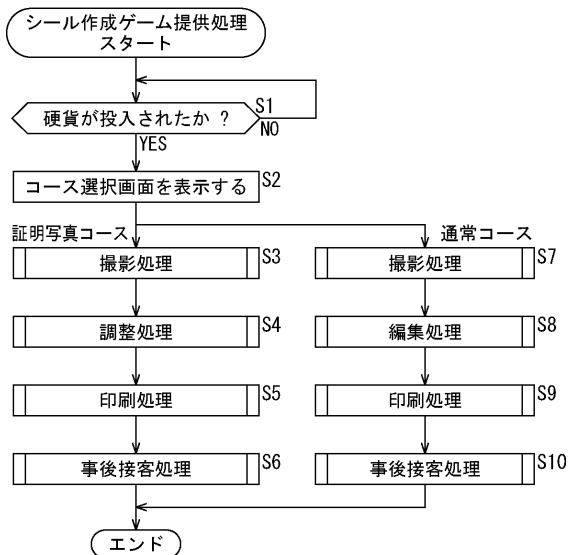 シール作成ゲーム提供処理
スタート
硬貨が投入されたか ?
S1
NO
YES
コース選択画面を表示する
S2
証明写真コース
通常コース
撮影処理
S3
撮影処理
S7
調整処理
S4
編集処理
S8
印刷処理
S5
印刷処理
S9
事後接客処理
S6
事後接客処理
S10
エンド